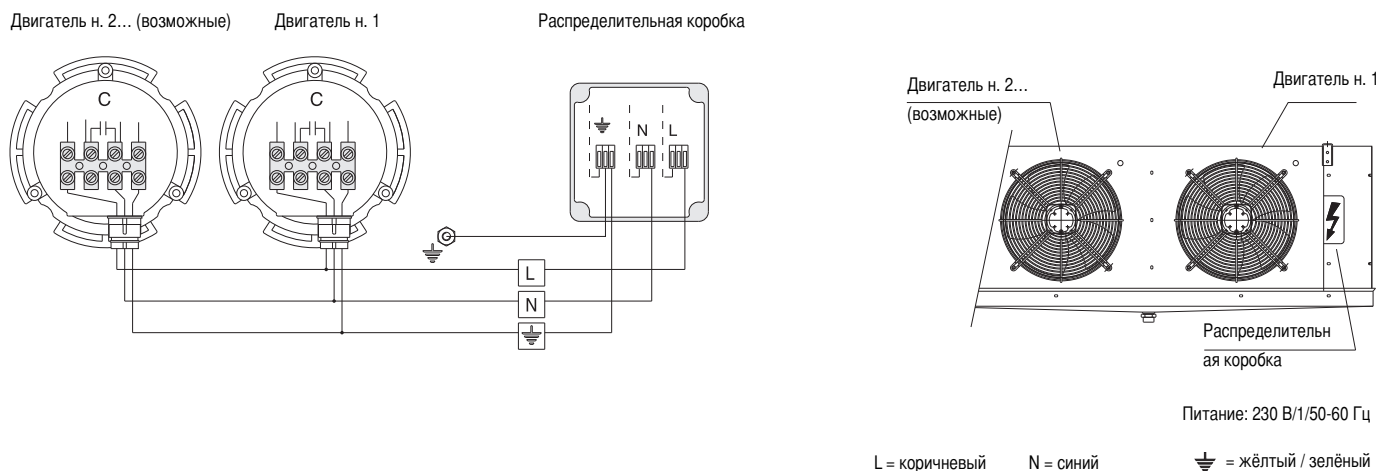 Двигатель н. 2... (возможные)
Двигатель н. 1
Распределительная коробка
C
C
N L
L
N
Двигатель н. 2...
(возможные)
Двигатель н. 1
Распределительн
ая коробка
Питание: 230 В/1/50-60 Гц
L = коричневый
N = синий
= жёлтый / зелёный